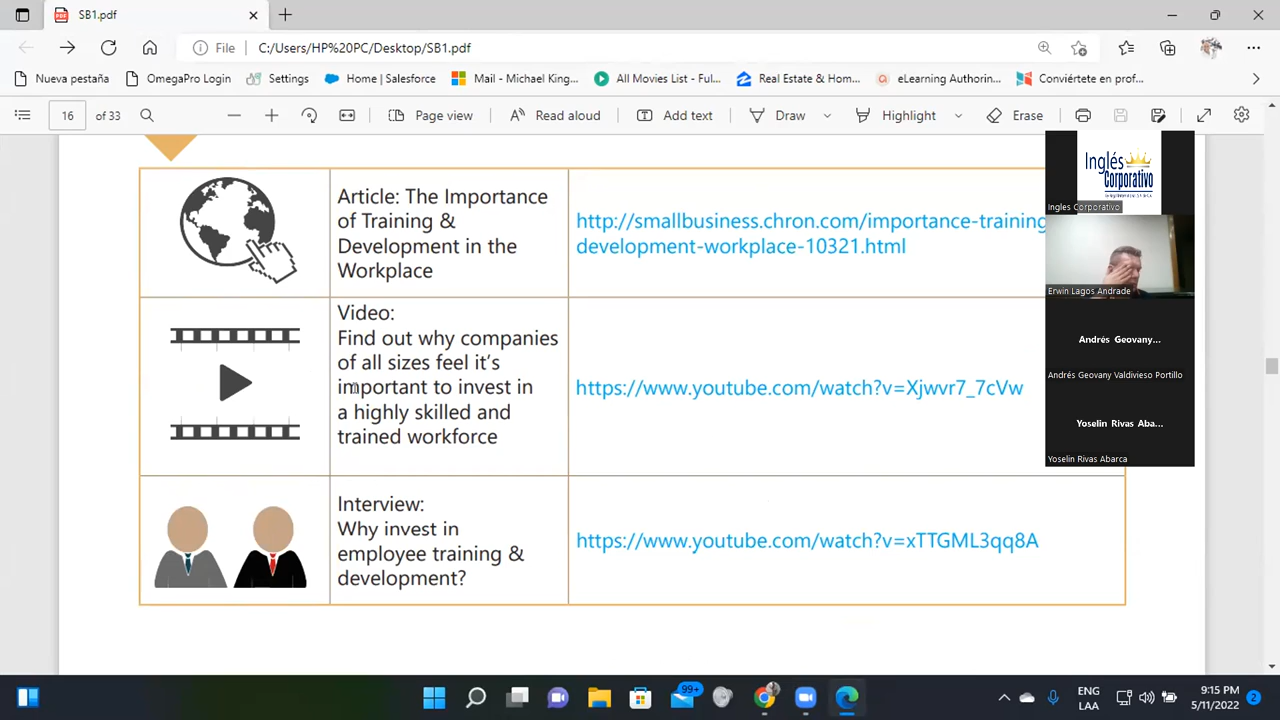 SB1.pdf
File
C:/Users/HP%20PC/Desktop/SB1.pdf
Nueva pestaña
OmegaPro Login
Settings
Home | Salesforce
Mail - Michael King...
All Movies List - Ful...
Real Estate & Hom...
eLearning Authorin...
Conviértete en prof...
16 of 33
Page view
Read aloud
Add text
Draw
Highlight
Erase
Article: The Importance
of Training &
Development in the
Workplace
http://smallbusiness.chron.com/importance-training
development-workplace-10321.html
Video:
Find out why companies
of all sizes feel it's
important to invest in
a highly skilled and
trained workforce
https://www.youtube.com/watch?v=Xjwvr7_7cVw
Interview:
Why invest in
employee training &
development?
https://www.youtube.com/watch?v=xTTGML3qq8A
Inglés
Corporativo
Ingles Corporativo
Erwin Lagos Andrade
Andrés Geovany...
Andrés Geovany Valdivieso Portillo
Yoselin Rivas Aba...
Yoselin Rivas Abarca
99+
ENG
LAA
9:15 PM
5/11/2022
2